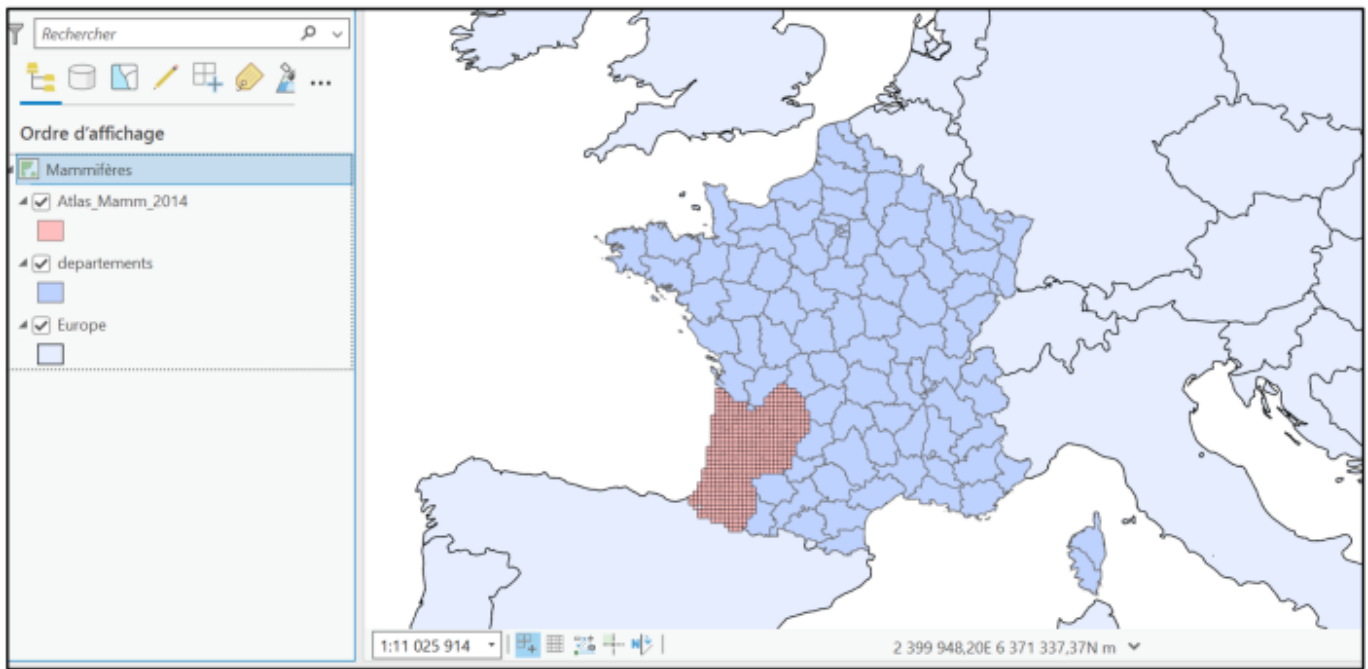 Rechercher
Ordre d'affichage
Mammifères
Atlas_Mamm_2014
departements
Europe
1:11 025 914
2 399 948,20E 6 371 337,37N m